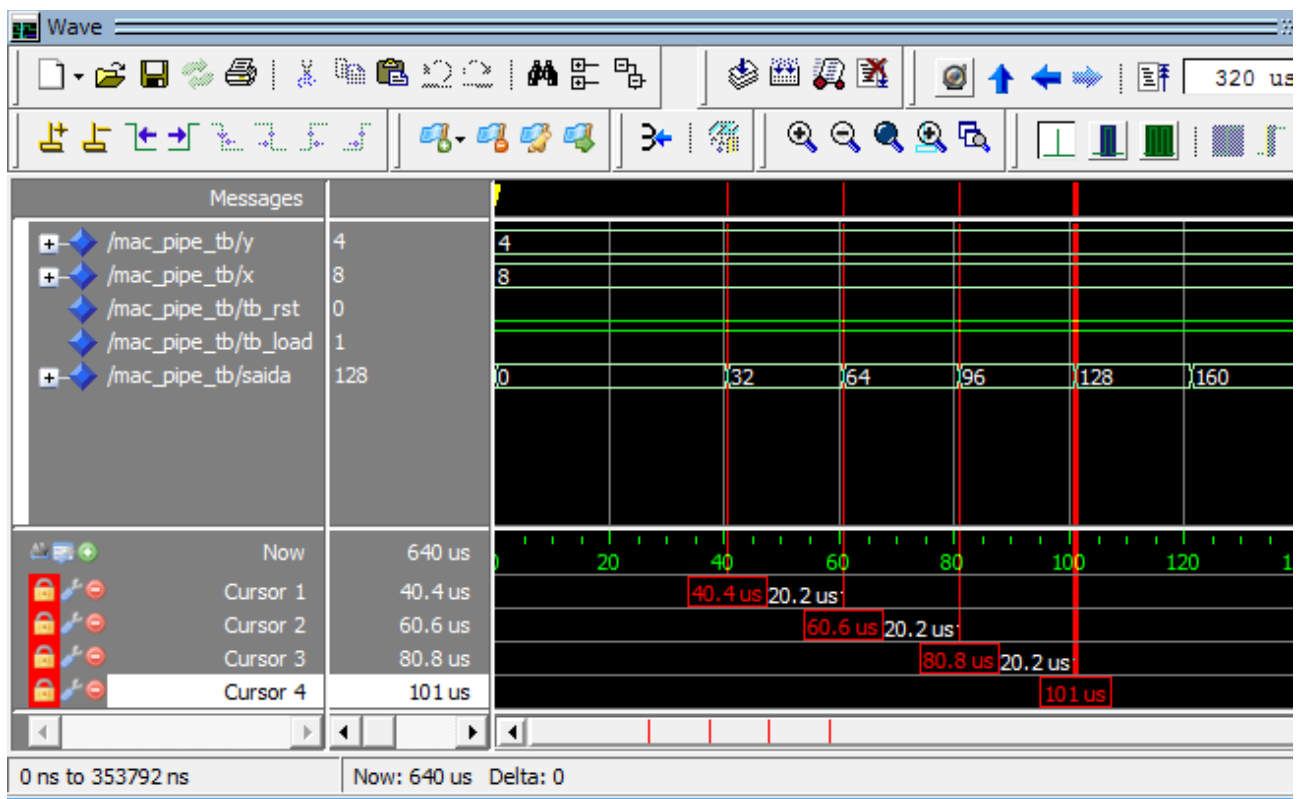 Wave
320 us
Messages
/mac_pipe_tb/y 4 4
/mac_pipe_tb/x 8 8
/mac_pipe_tb/tb_rst 0
/mac_pipe_tb/tb_load 1
/mac_pipe_tb/saida 128 0 32 64 96 128 160
Now 640 us 20 40 60 80 100 120 1
Cursor 1 40.4 us 40.4 us 20.2 us
Cursor 2 60.6 us 60.6 us 20.2 us
Cursor 3 80.8 us 80.8 us 20.2 us
Cursor 4 101 us 101 us
0 ns to 353792 ns Now: 640 us Delta: 0